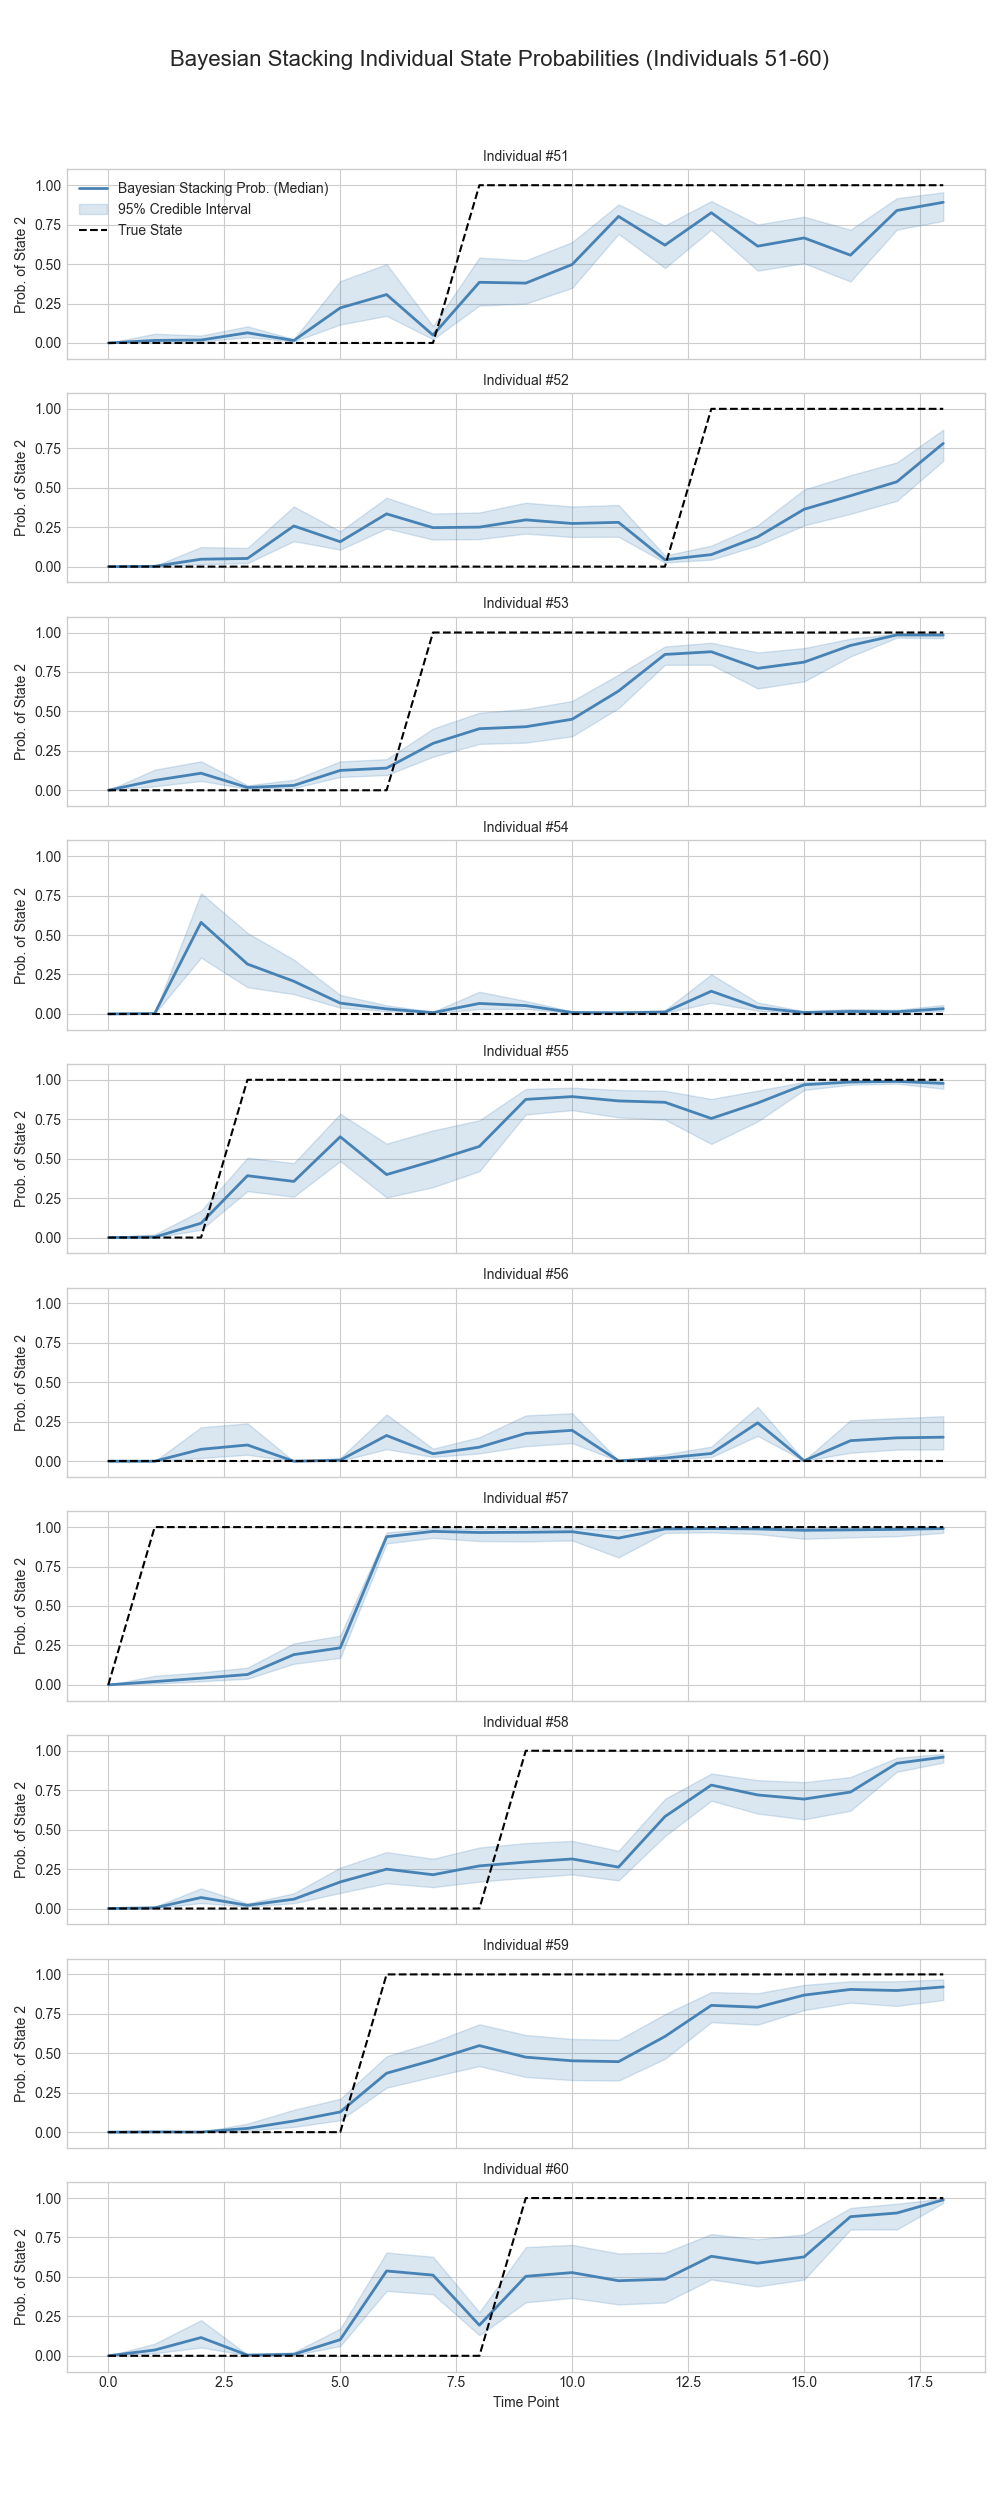 Bayesian Stacking Individual State Probabilities (Individuals 51-60)
Individual #51
Bayesian Stacking Prob. (Median)
95% Credible Interval
True State
Prob. of State 2
1.00
0.75
0.50
0.25
0.00
Individual #52
Prob. of State 2
1.00
0.75
0.50
0.25
0.00
Individual #53
Prob. of State 2
1.00
0.75
0.50
0.25
0.00
Individual #54
Prob. of State 2
1.00
0.75
0.50
0.25
0.00
Individual #55
Prob. of State 2
1.00
0.75
0.50
0.25
0.00
Individual #56
Prob. of State 2
1.00
0.75
0.50
0.25
0.00
Individual #57
Prob. of State 2
1.00
0.75
0.50
0.25
0.00
Individual #58
Prob. of State 2
1.00
0.75
0.50
0.25
0.00
Individual #59
Prob. of State 2
1.00
0.75
0.50
0.25
0.00
Individual #60
Prob. of State 2
1.00
0.75
0.50
0.25
0.00
0.0 2.5 5.0 7.5 10.0 12.5 15.0 17.5
Time Point